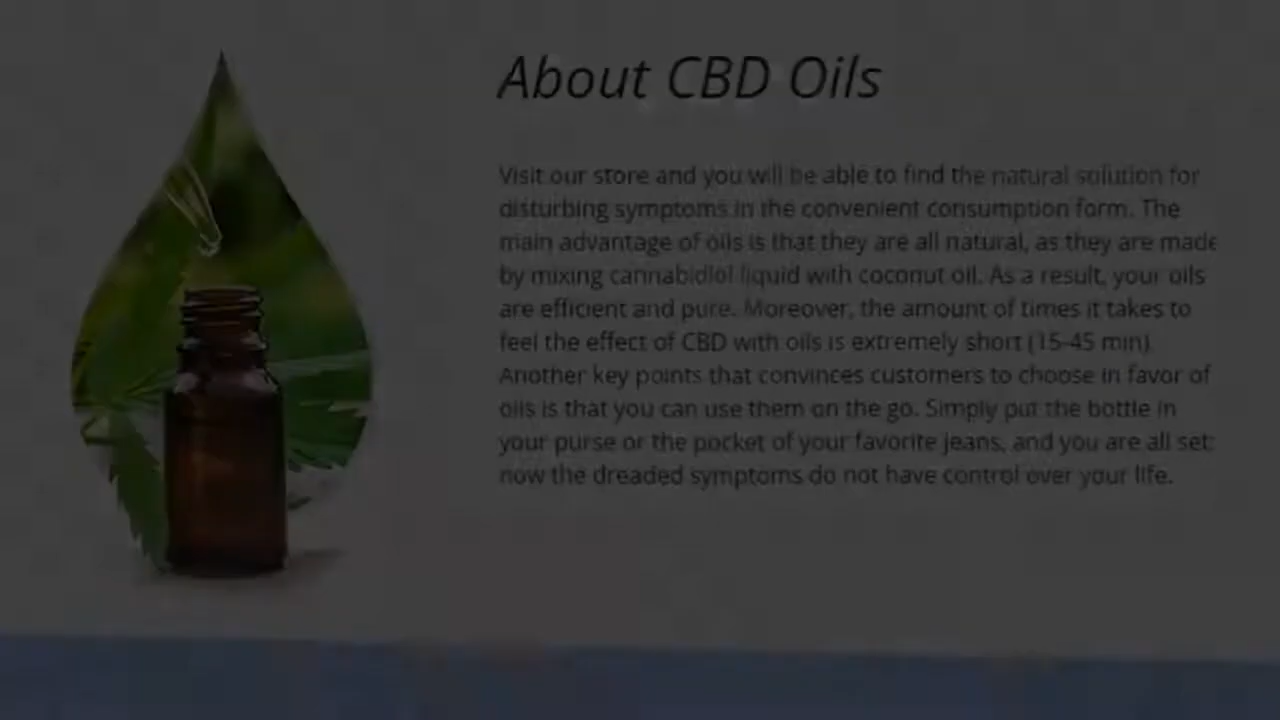 About CBD Oils
Visit our store and you will be able to find the natural solution for
disturbing symptoms in the convenient consumption form. The
main advantage of oils is that they are all natural, as they are made
by mixing cannabidiol liquid with coconut oil. As a result, your oils
are efficient and pure. Moreover, the amount of times it takes to
feel the effect of CBD with oils is extremely short (15-45 min).
Another key points that convinces customers to choose in favor of
oils is that you can use them on the go. Simply put the bottle in
your purse or the pocket of your favorite jeans, and you are all set:
now the dreaded symptoms do not have control over your life.